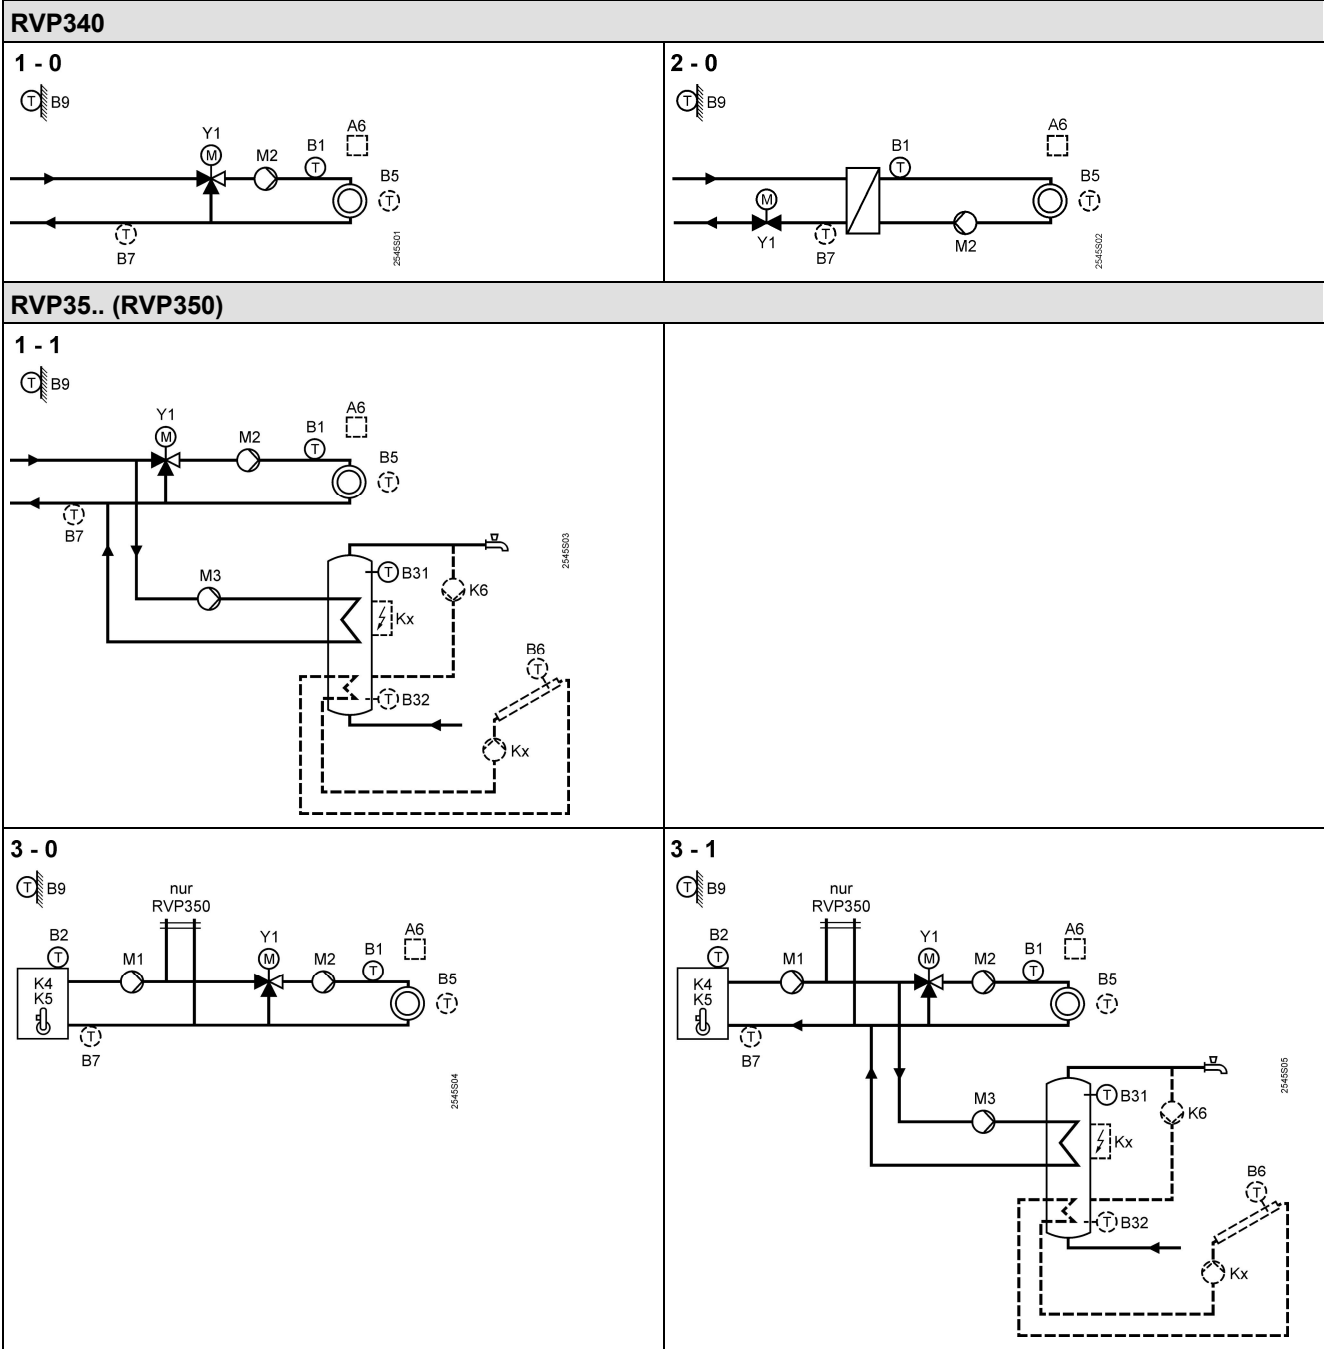 RVP340
1 - 0
T B9
Y1
M
M2
B1
T
A6
B5
T
T
B7
2545S01
2 - 0
T B9
B1
T
A6
B5
T
M
Y1
T
B7
M2
2545S02
RVP35.. (RVP350)
1 - 1
T B9
Y1
M
M2
B1
T
A6
B5
T
T
B7
2545S03
M3
T B31
K6
Kx
B6
T
T B32
Kx
3 - 0
T B9
nur
RVP350
B2
T
M1
Y1
M
M2
B1
T
A6
B5
T
K4
K5
T
B7
2545S04
3 - 1
T B9
nur
RVP350
B2
T
M1
Y1
M
M2
B1
T
A6
B5
T
K4
K5
T
B7
2545S05
M3
T B31
K6
Kx
B6
T
T B32
Kx